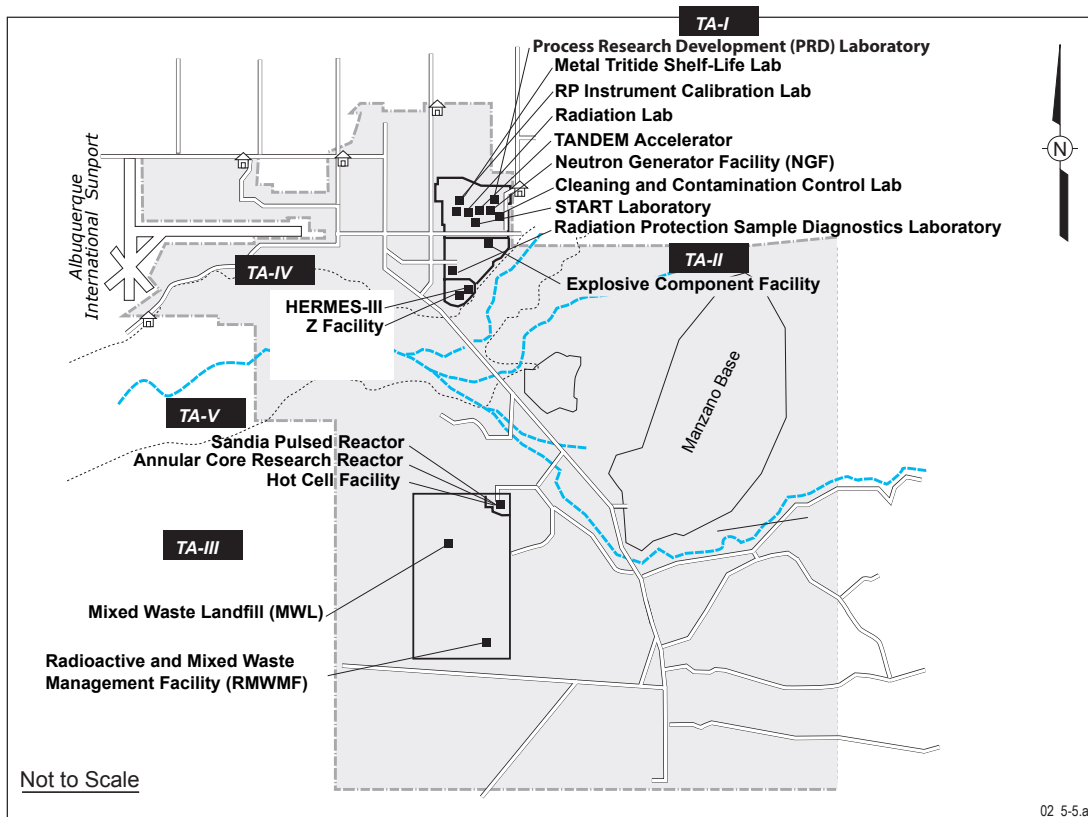 TA-I
Process Research Development (PRD) Laboratory
Metal Tritide Shelf-Life Lab
RP Instrument Calibration Lab
Radiation Lab
TANDEM Accelerator
Neutron Generator Facility (NGF)
Cleaning and Contamination Control Lab
START Laboratory
Radiation Protection Sample Diagnostics Laboratory
N
Albuquerque
International Sunport
TA-II
TA-IV
Explosive Component Facility
HERMES-III
Z Facility
Manzano Base
TA-V
Sandia Pulsed Reactor
Annular Core Research Reactor
Hot Cell Facility
TA-III
Mixed Waste Landfill (MWL)
Radioactive and Mixed Waste
Management Facility (RMWMF)
Not to Scale
02_5-5.a